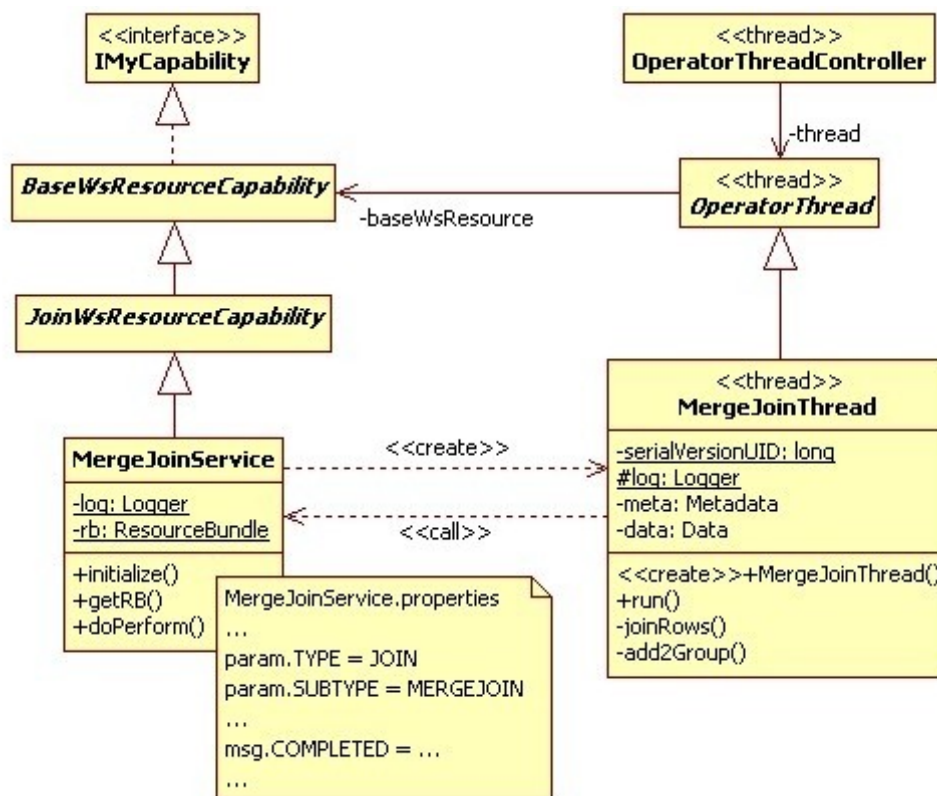 <<interface>>
IMyCapability
<<thread>>
OperatorThreadController
-thread
BaseWsResourceCapability
-baseWsResource
<<thread>>
OperatorThread
JoinWsResourceCapability
MergeJoinService
-log: Logger
-rb: ResourceBundle
+initialize()
+getRB()
+doPerform()
<<create>>
<<call>>
<<thread>>
MergeJoinThread
-serialVersionUID: long
#log: Logger
-meta: Metadata
-data: Data
<<create>>+MergeJoinThread()
+run()
-joinRows()
-add2Group()
MergeJoinService.properties
...
param.TYPE = JOIN
param.SUBTYPE = MERGEJOIN
...
msg.COMPLETED = ...
...